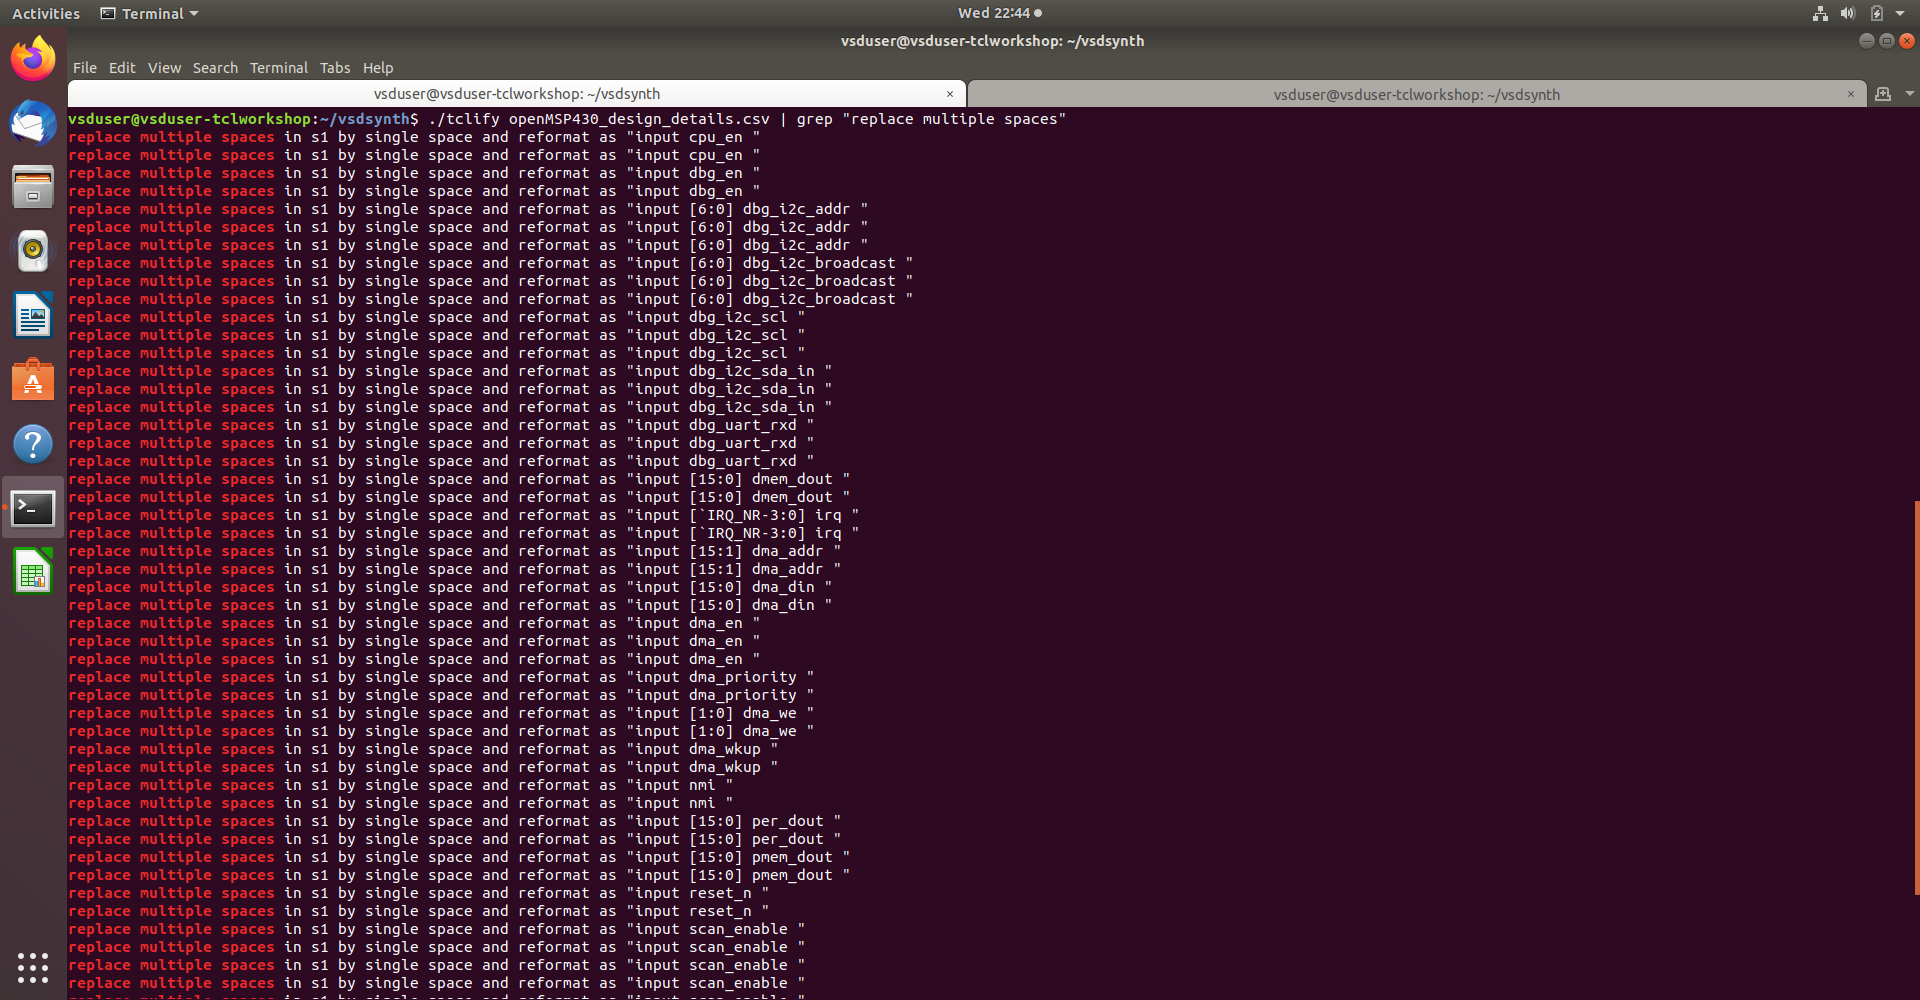 Activities Terminal Wed 22:44
vsduser@vsduser-tclworkshop: ~/vsdsynth
File Edit View Search Terminal Tabs Help
vsduser@vsduser-tclworkshop: ~/vsdsynth × vsduser@vsduser-tclworkshop: ~/vsdsynth ×
vsduser@vsduser-tclworkshop:~/vsdsynth$ ./tclify openMSP430_design_details.csv | grep "replace multiple spaces"
replace multiple spaces in s1 by single space and reformat as "input cpu_en "
replace multiple spaces in s1 by single space and reformat as "input cpu_en "
replace multiple spaces in s1 by single space and reformat as "input dbg_en "
replace multiple spaces in s1 by single space and reformat as "input dbg_en "
replace multiple spaces in s1 by single space and reformat as "input [6:0] dbg_i2c_addr "
replace multiple spaces in s1 by single space and reformat as "input [6:0] dbg_i2c_addr "
replace multiple spaces in s1 by single space and reformat as "input [6:0] dbg_i2c_addr "
replace multiple spaces in s1 by single space and reformat as "input [6:0] dbg_i2c_broadcast "
replace multiple spaces in s1 by single space and reformat as "input [6:0] dbg_i2c_broadcast "
replace multiple spaces in s1 by single space and reformat as "input [6:0] dbg_i2c_broadcast "
replace multiple spaces in s1 by single space and reformat as "input dbg_i2c_scl "
replace multiple spaces in s1 by single space and reformat as "input dbg_i2c_scl "
replace multiple spaces in s1 by single space and reformat as "input dbg_i2c_scl "
replace multiple spaces in s1 by single space and reformat as "input dbg_i2c_sda_in "
replace multiple spaces in s1 by single space and reformat as "input dbg_i2c_sda_in "
replace multiple spaces in s1 by single space and reformat as "input dbg_i2c_sda_in "
replace multiple spaces in s1 by single space and reformat as "input dbg_uart_rxd "
replace multiple spaces in s1 by single space and reformat as "input dbg_uart_rxd "
replace multiple spaces in s1 by single space and reformat as "input dbg_uart_rxd "
replace multiple spaces in s1 by single space and reformat as "input [15:0] dmem_dout "
replace multiple spaces in s1 by single space and reformat as "input [15:0] dmem_dout "
replace multiple spaces in s1 by single space and reformat as "input [`IRQ_NR-3:0] irq "
replace multiple spaces in s1 by single space and reformat as "input [`IRQ_NR-3:0] irq "
replace multiple spaces in s1 by single space and reformat as "input [15:1] dma_addr "
replace multiple spaces in s1 by single space and reformat as "input [15:1] dma_addr "
replace multiple spaces in s1 by single space and reformat as "input [15:0] dma_din "
replace multiple spaces in s1 by single space and reformat as "input [15:0] dma_din "
replace multiple spaces in s1 by single space and reformat as "input dma_en "
replace multiple spaces in s1 by single space and reformat as "input dma_en "
replace multiple spaces in s1 by single space and reformat as "input dma_en "
replace multiple spaces in s1 by single space and reformat as "input dma_priority "
replace multiple spaces in s1 by single space and reformat as "input dma_priority "
replace multiple spaces in s1 by single space and reformat as "input [1:0] dma_we "
replace multiple spaces in s1 by single space and reformat as "input [1:0] dma_we "
replace multiple spaces in s1 by single space and reformat as "input dma_wkup "
replace multiple spaces in s1 by single space and reformat as "input dma_wkup "
replace multiple spaces in s1 by single space and reformat as "input nmi "
replace multiple spaces in s1 by single space and reformat as "input nmi "
replace multiple spaces in s1 by single space and reformat as "input [15:0] per_dout "
replace multiple spaces in s1 by single space and reformat as "input [15:0] per_dout "
replace multiple spaces in s1 by single space and reformat as "input [15:0] pmem_dout "
replace multiple spaces in s1 by single space and reformat as "input [15:0] pmem_dout "
replace multiple spaces in s1 by single space and reformat as "input reset_n "
replace multiple spaces in s1 by single space and reformat as "input reset_n "
replace multiple spaces in s1 by single space and reformat as "input scan_enable "
replace multiple spaces in s1 by single space and reformat as "input scan_enable "
replace multiple spaces in s1 by single space and reformat as "input scan_enable "
replace multiple spaces in s1 by single space and reformat as "input scan_enable "